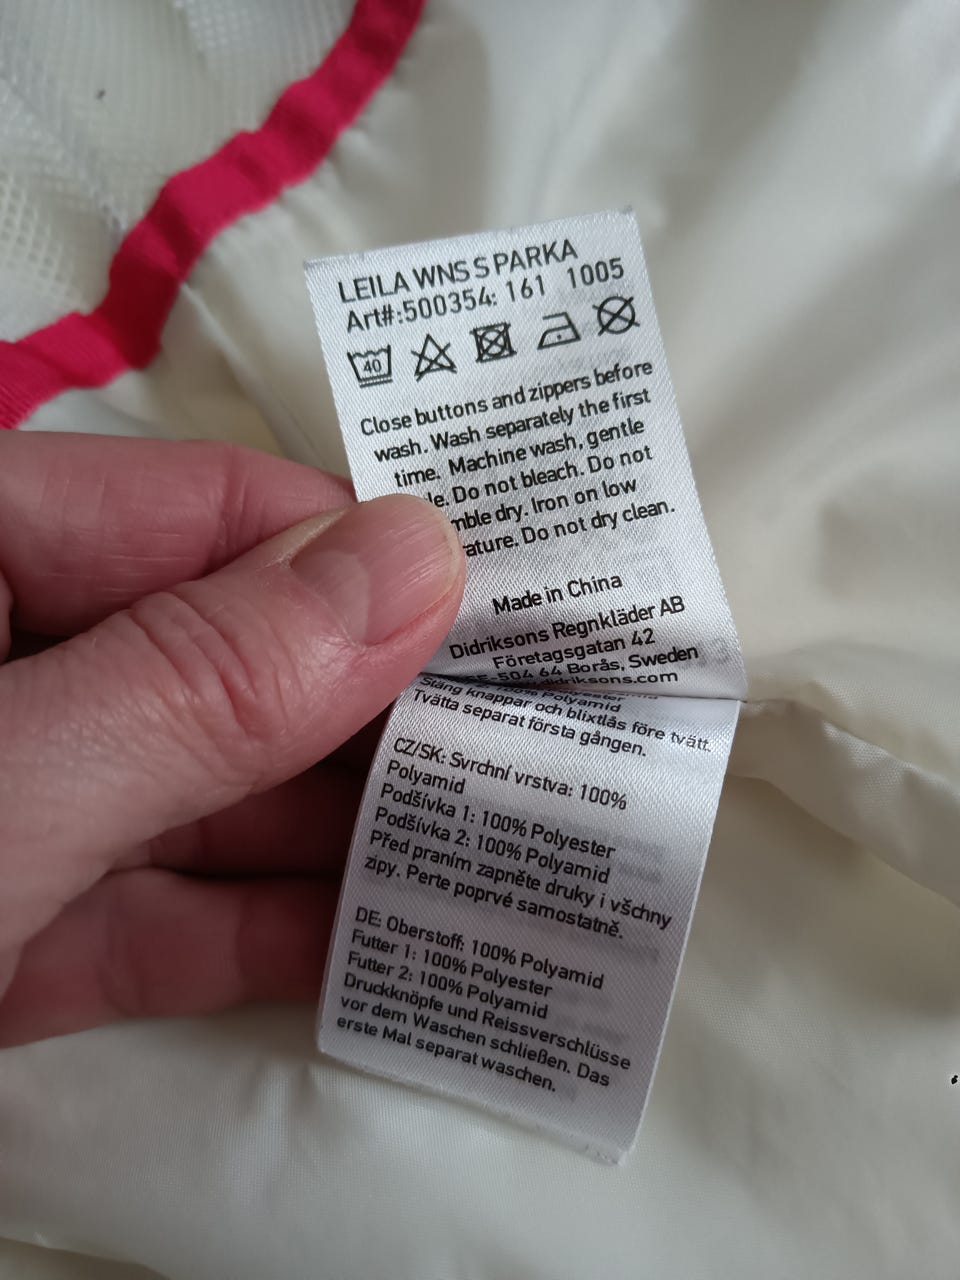 LEILA WNS S PARKA
Art#:500354: 161 1005
40
Close buttons and zippers before
wash. Wash separately the first
time. Machine wash, gentle
le. Do not bleach. Do not
mble dry. Iron on low
rature. Do not dry clean.
Made in China
Didriksons Regnkläder AB
Företagsgatan 42
SE-504 64 Borås, Sweden
didriksons.com
100% Polyamid
Stäng knappar och blixtlås före tvätt.
Tvätta separat första gången.
CZ/SK: Svrchní vrstva: 100%
Polyamid
Podšívka 1: 100% Polyester
Podšívka 2: 100% Polyamid
Před praním zapněte druky i všchny
zipy. Perte poprvé samostatně.
DE: Oberstoff: 100% Polyamid
Futter 1: 100% Polyester
Futter 2: 100% Polyamid
Druckknöpfe und Reissverschlüsse
vor dem Waschen schließen. Das
erste Mal separat waschen.